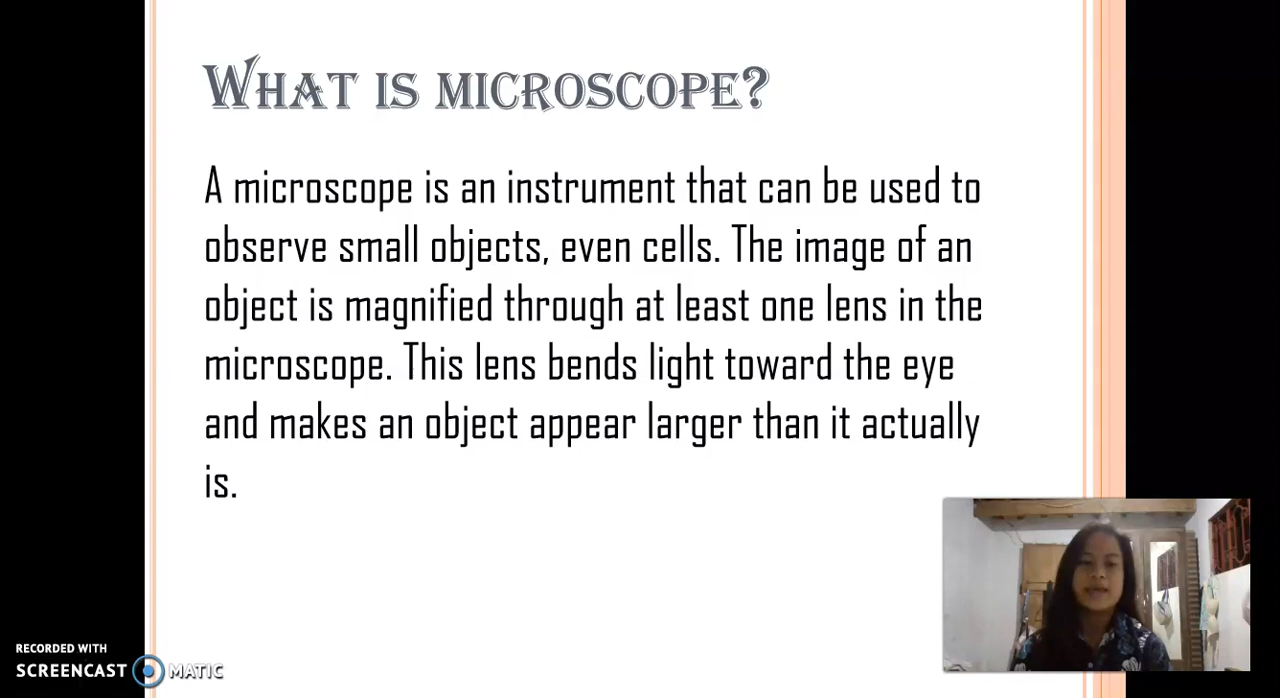 WHAT IS MICROSCOPE?
A microscope is an instrument that can be used to
observe small objects, even cells. The image of an
object is magnified through at least one lens in the
microscope. This lens bends light toward the eye
and makes an object appear larger than it actually
is.
RECORDED WITH
SCREENCAST MATIC